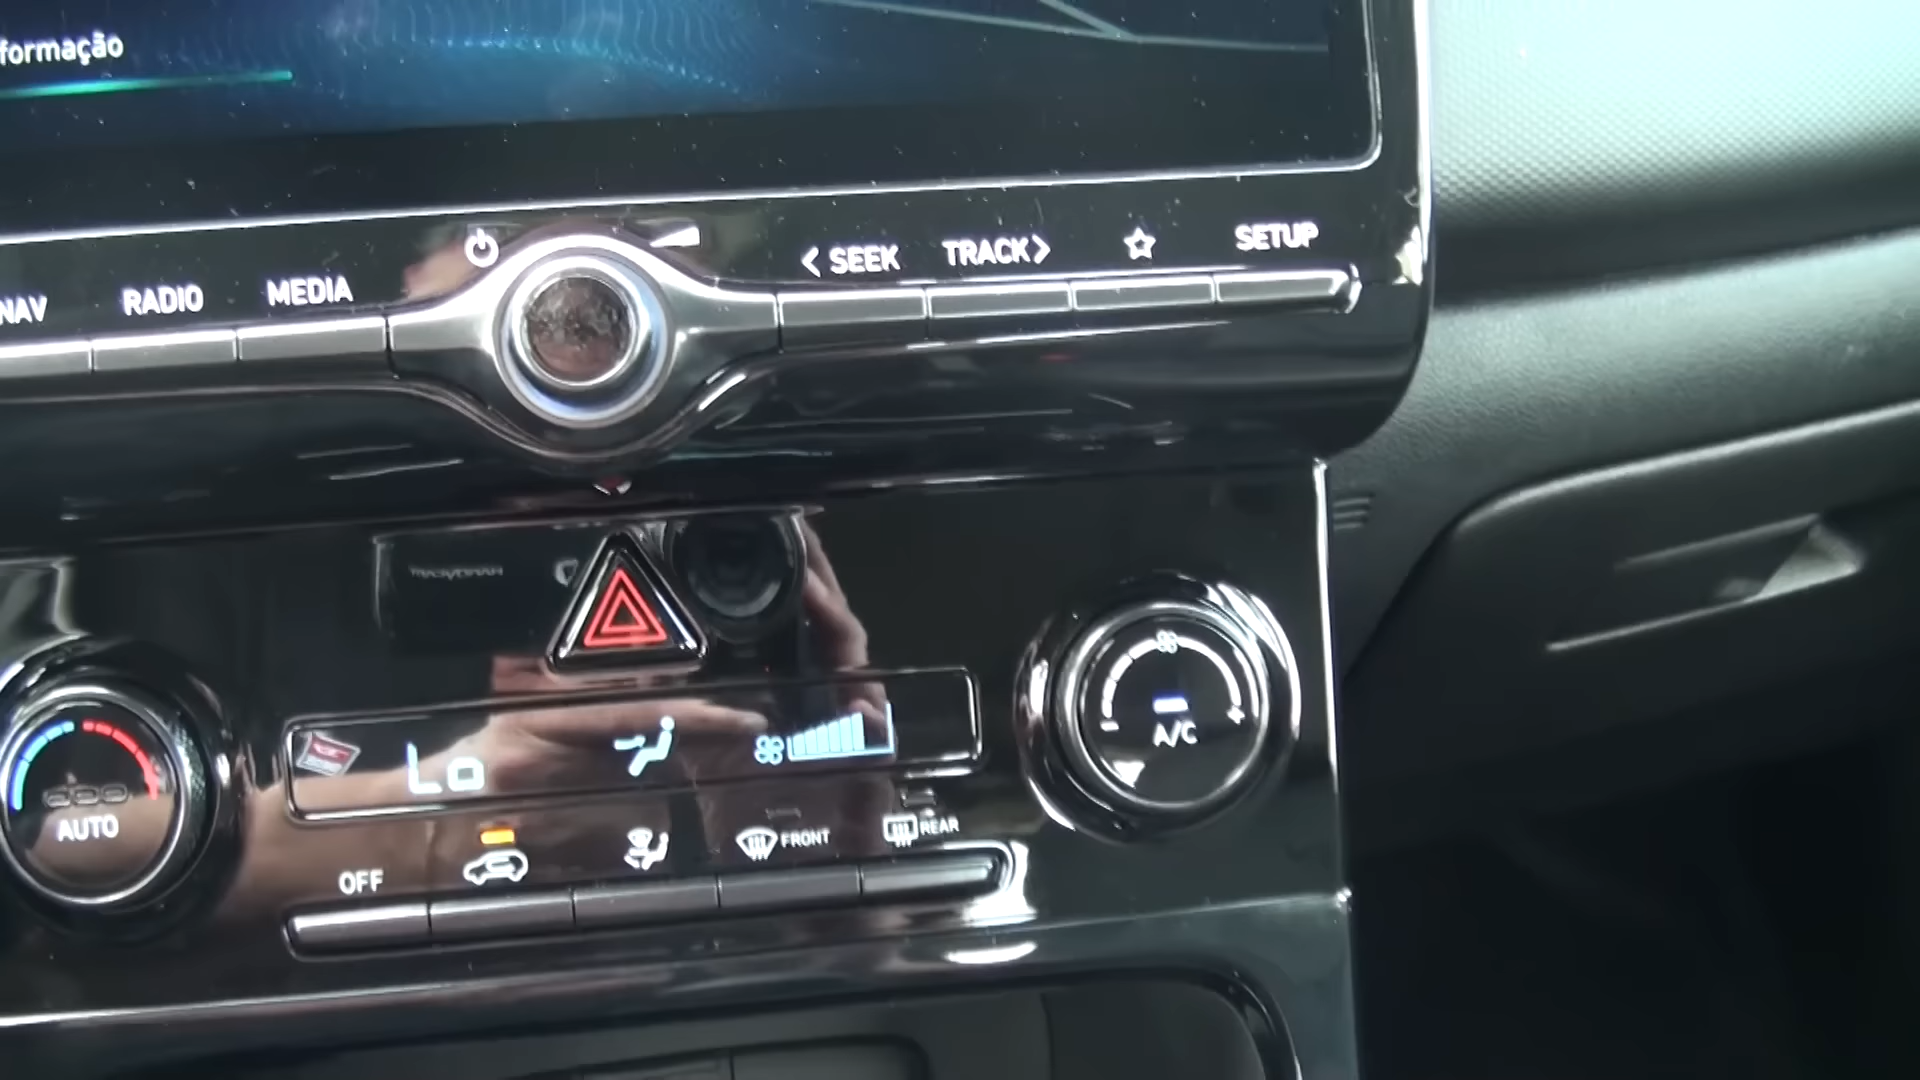 formação
NAV RADIO MEDIA < SEEK TRACK > SETUP
AUTO
Lo
A/C
OFF
FRONT
REAR